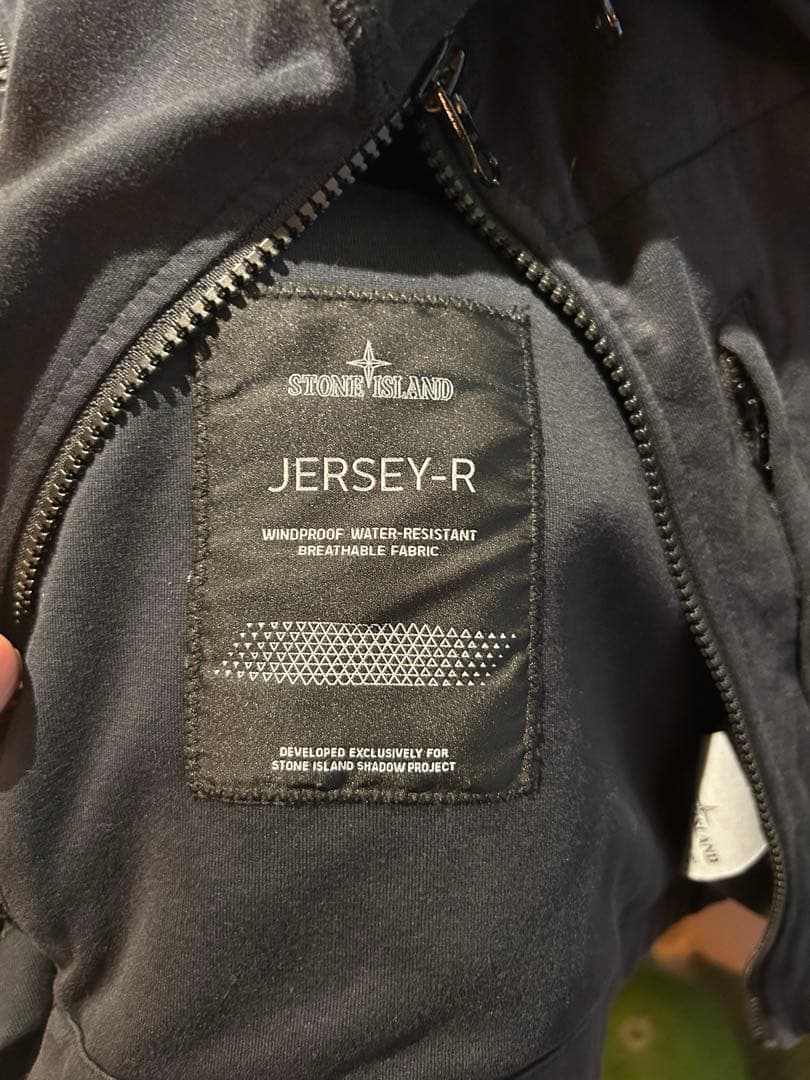 STONE ISLAND
JERSEY-R
WINDPROOF WATER-RESISTANT
BREATHABLE FABRIC
DEVELOPED EXCLUSIVELY FOR
STONE ISLAND SHADOW PROJECT